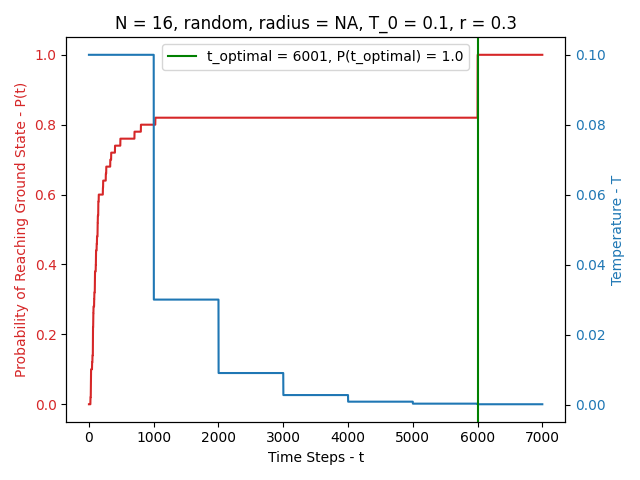 N = 16, random, radius = NA, T_0 = 0.1, r = 0.3
t_optimal = 6001, P(t_optimal) = 1.0
Probability of Reaching Ground State - P(t)
1.0
0.8
0.6
0.4
0.2
0.0
0.10
0.08
0.06
0.04
0.02
0.00
Temperature - T
0 1000 2000 3000 4000 5000 6000 7000
Time Steps - t